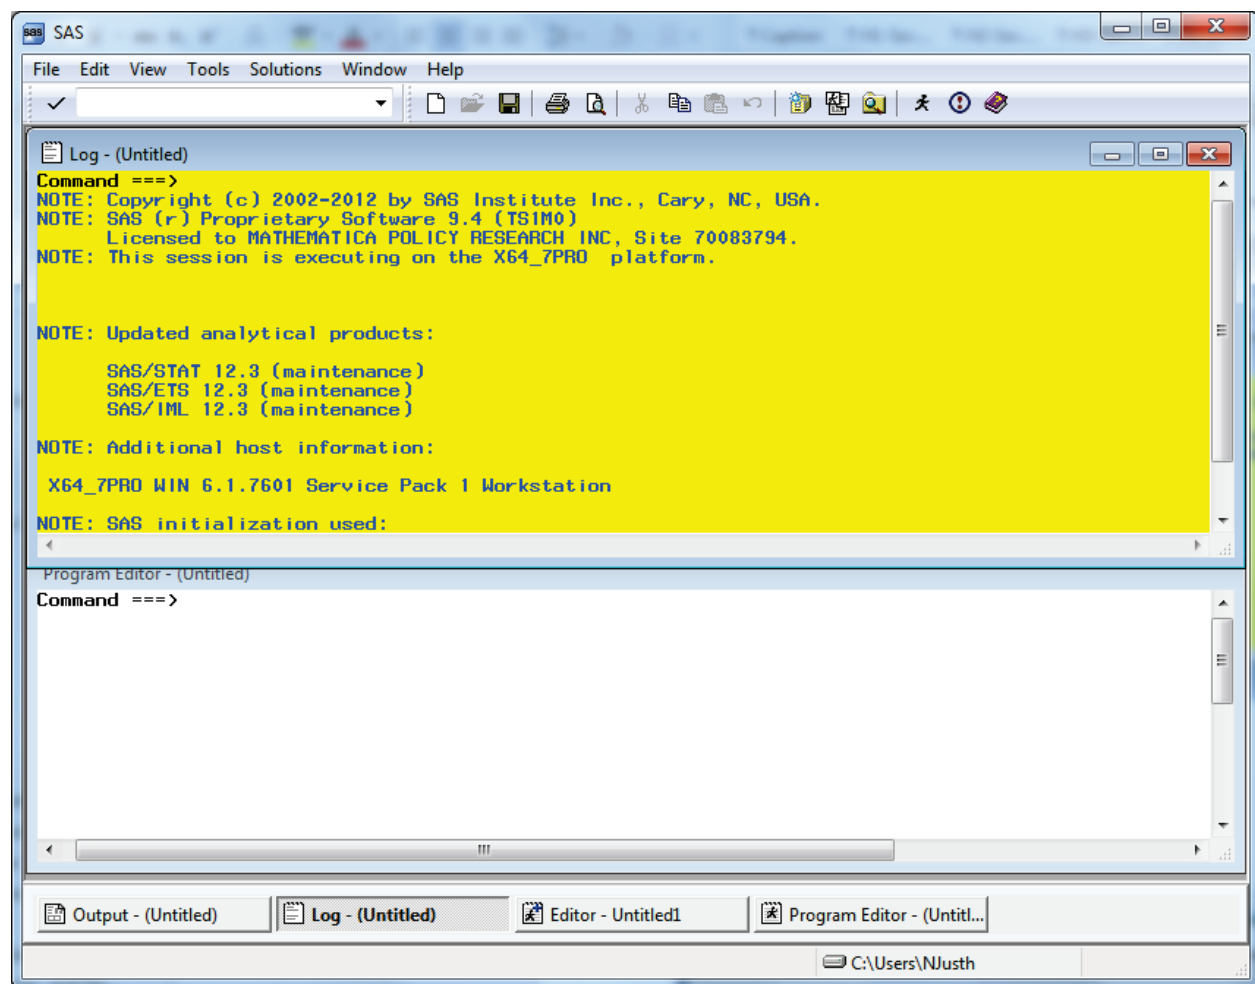 SAS
File Edit View Tools Solutions Window Help
Log - (Untitled)
Command ===>
NOTE: Copyright (c) 2002-2012 by SAS Institute Inc., Cary, NC, USA.
NOTE: SAS (r) Proprietary Software 9.4 (TS1M0)
Licensed to MATHEMATICA POLICY RESEARCH INC, Site 70083794.
NOTE: This session is executing on the X64_7PRO platform.
NOTE: Updated analytical products:
SAS/STAT 12.3 (maintenance)
SAS/ETS 12.3 (maintenance)
SAS/IML 12.3 (maintenance)
NOTE: Additional host information:
X64_7PRO WIN 6.1.7601 Service Pack 1 Workstation
NOTE: SAS initialization used:
Program Editor - (Untitled)
Command ===>
Output - (Untitled) Log - (Untitled) Editor - Untitled1 Program Editor - (Untitl...
C:\Users\NJusth